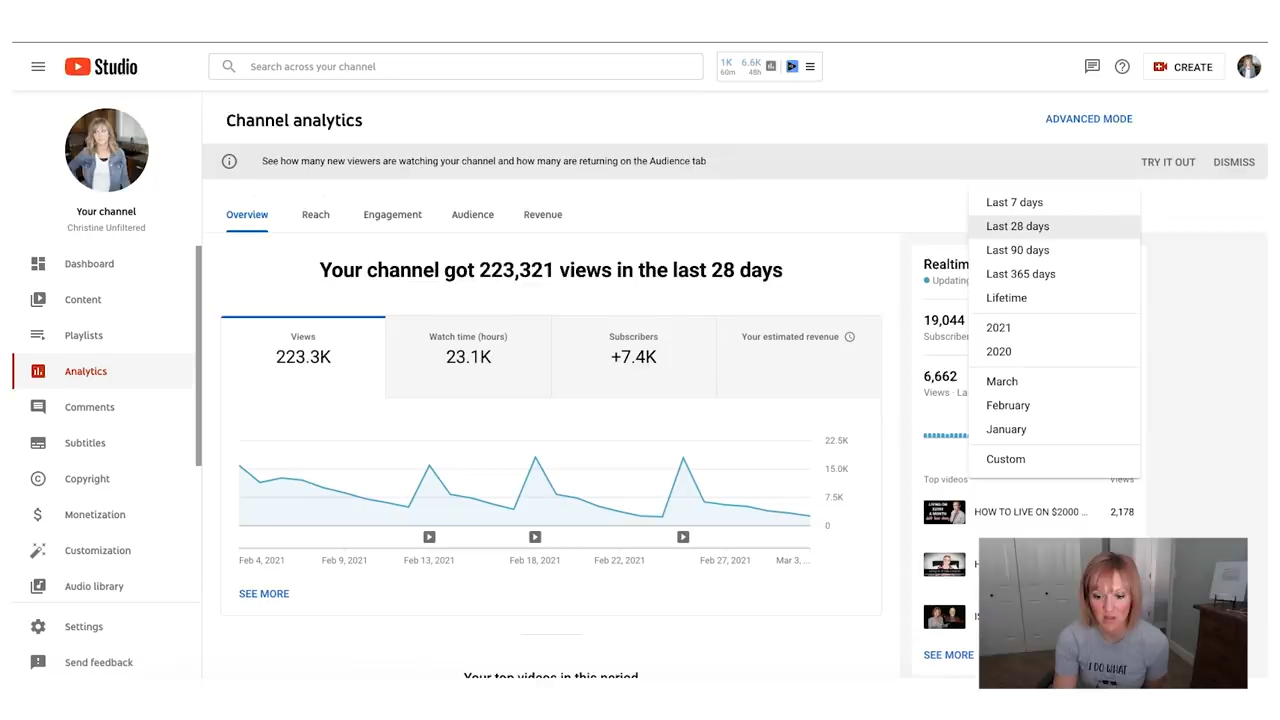 Studio
Search across your channel
1K 6.6K
60m 48h
CREATE
Channel analytics
ADVANCED MODE
See how many new viewers are watching your channel and how many are returning on the Audience tab
TRY IT OUT DISMISS
Your channel
Christine Unfiltered
Dashboard
Content
Playlists
Analytics
Comments
Subtitles
Copyright
Monetization
Customization
Audio library
Settings
Send feedback
Overview Reach Engagement Audience Revenue
Your channel got 223,321 views in the last 28 days
Views
223.3K
Watch time (hours)
23.1K
Subscribers
+7.4K
Your estimated revenue
22.5K
15.0K
7.5K
0
Feb 4, 2021 Feb 9, 2021 Feb 13, 2021 Feb 18, 2021 Feb 22, 2021 Feb 27, 2021 Mar 3, ...
SEE MORE
Your top videos in this period
Last 7 days
Last 28 days
Last 90 days
Last 365 days
Lifetime
2021
2020
March
February
January
Custom
Realtim
Updating
19,044
Subscriber
6,662
Views · La
Top videos Views
HOW TO LIVE ON $2000 ... 2,178
SEE MORE
I DO WHAT